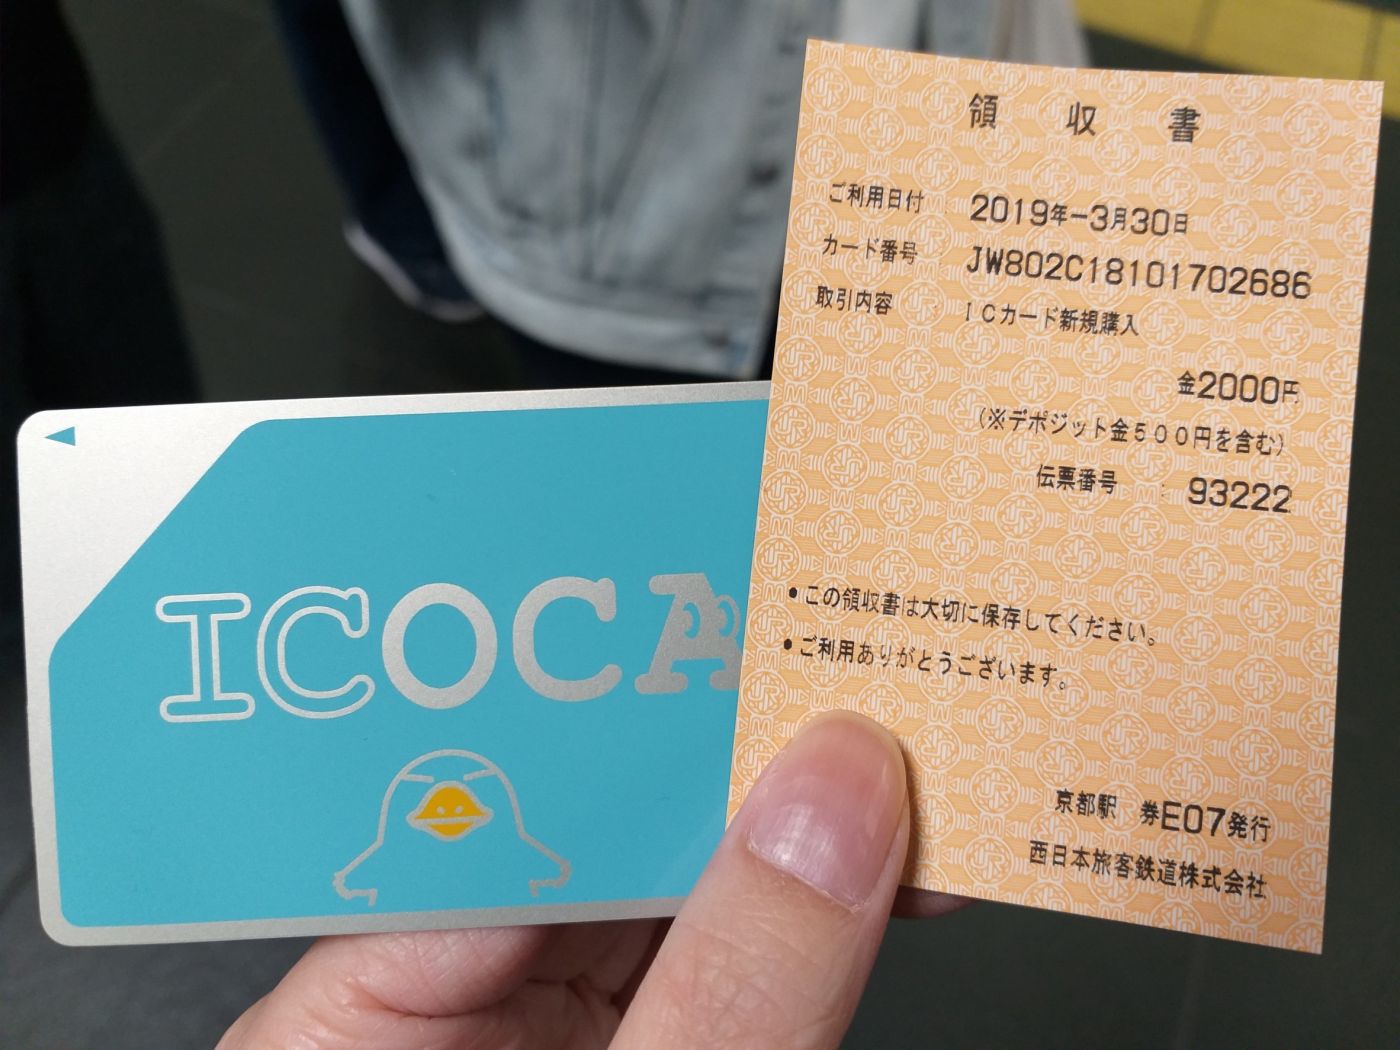 ICOCA
領収書
ご利用日付 : 2019年-3月30日
カード番号 : JW802C18101702686
取引内容 : ICカード新規購入
金2000円
(※デポジット金500円を含む)
伝票番号 : 93222
•この領収書は大切に保存してください。
•ご利用ありがとうございます。
京都駅 券E07発行
西日本旅客鉄道株式会社